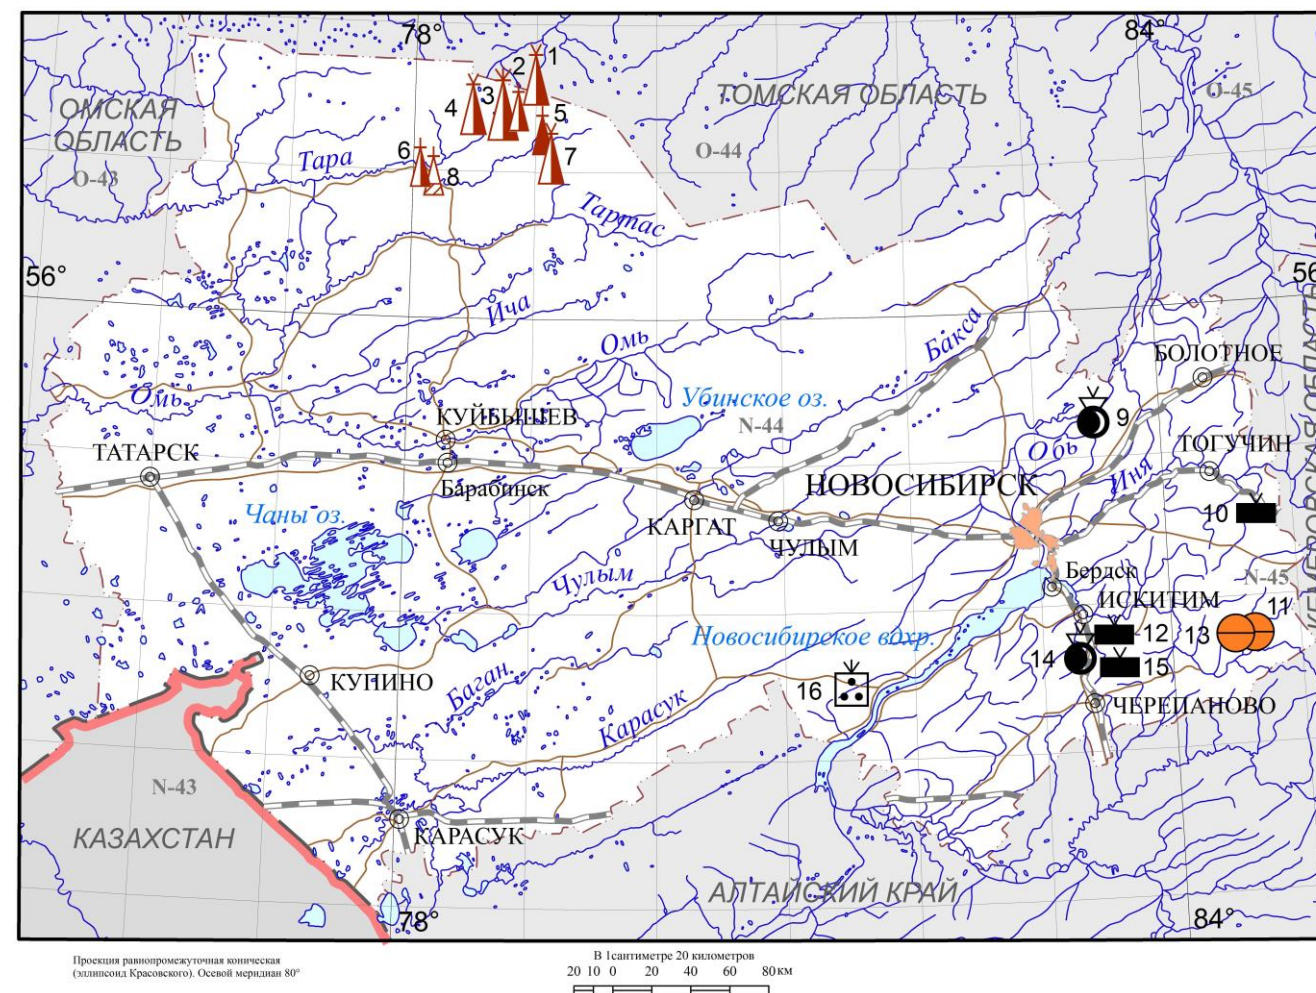 78°
84°
1
2
3
4
5
6
7
8
ОМСКАЯ
ОБЛАСТЬ
O-43
ТОМСКАЯ ОБЛАСТЬ
O-44
O-45
Тара
Тартас
56°
56
Ича
Омь
Бакса
КЕМЕРОВСКАЯ ОБЛАСТЬ
Омь
БОЛОТНОЕ
Убинское оз.
КУЙБЫШЕВ
N-44
9
Обь
ТОГУЧИН
ТАТАРСК
Барабинск
НОВОСИБИРСК
Иня
Чаны оз.
КАРГАТ
ЧУЛЫМ
10
Чулым
Бердск
N-45
ИСКИТИМ
11
Новосибирское вдхр.
12
13
14
15
КУПИНО
Баган
16
Карасук
ЧЕРЕПАНОВО
N-43
КАЗАХСТАН
КАРАСУК
АЛТАЙСКИЙ КРАЙ
78°
84°
Проекция равнопромежуточная коническая
(эллипсоид Красовского). Осевой меридиан 80°
В 1сантиметре 20 километров
20 10 0 20 40 60 80 км